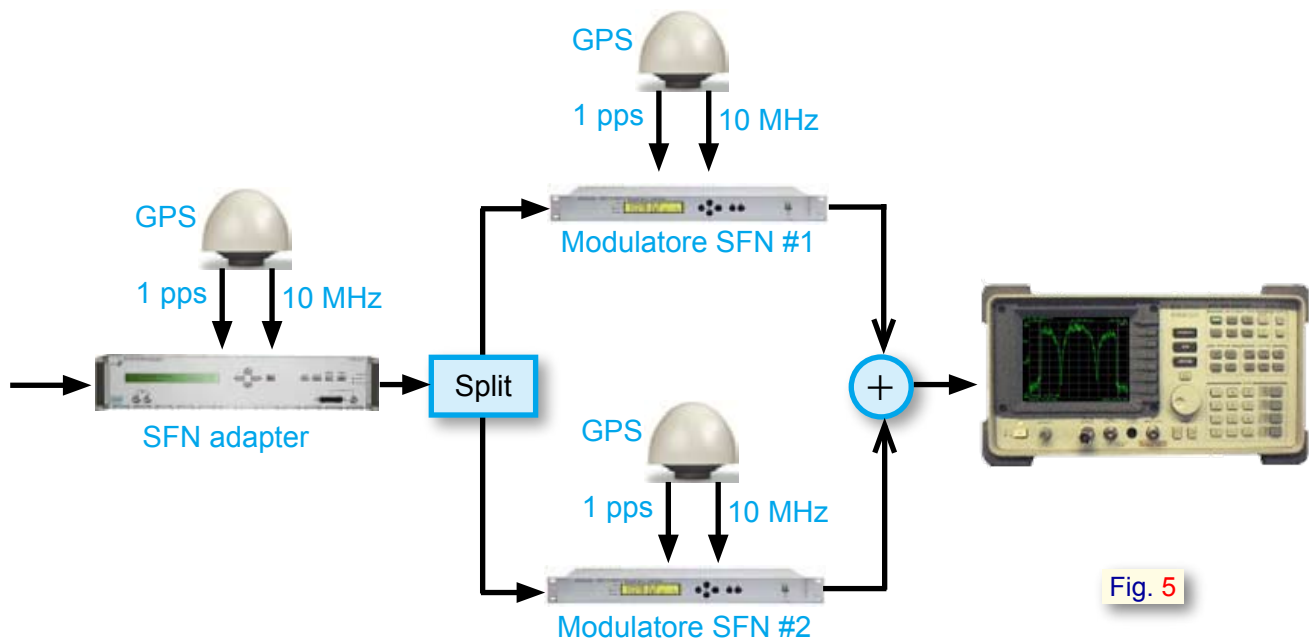 GPS
1 pps
10 MHz
Modulatore SFN #1
GPS
1 pps
10 MHz
SFN adapter
Split
+
GPS
1 pps
10 MHz
Modulatore SFN #2
Fig. 5